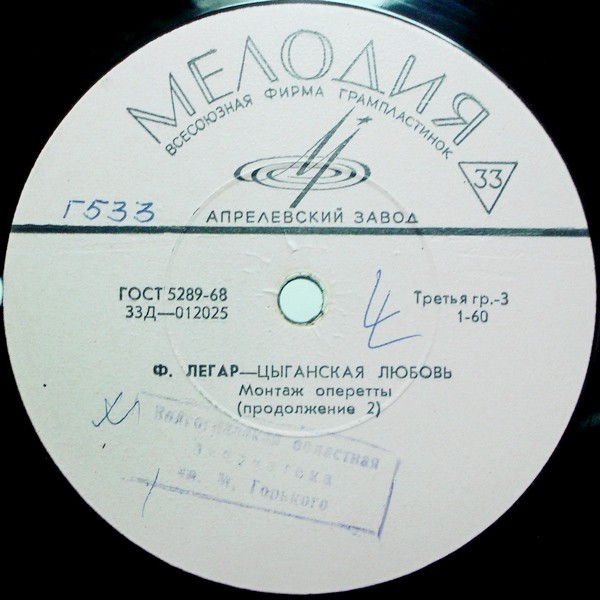 МЕЛОДИЯ
ВСЕСОЮЗНАЯ ФИРМА ГРАМПЛАСТИНОК
33
Г533
АПРЕЛЕВСКИЙ ЗАВОД
ГОСТ 5289-68
33Д—012025
Третья гр.-3
1-60
Ф. ЛЕГАР—ЦЫГАНСКАЯ ЛЮБОВЬ
Монтаж оперетты
(продолжение 2)
областная
им. М. Горького